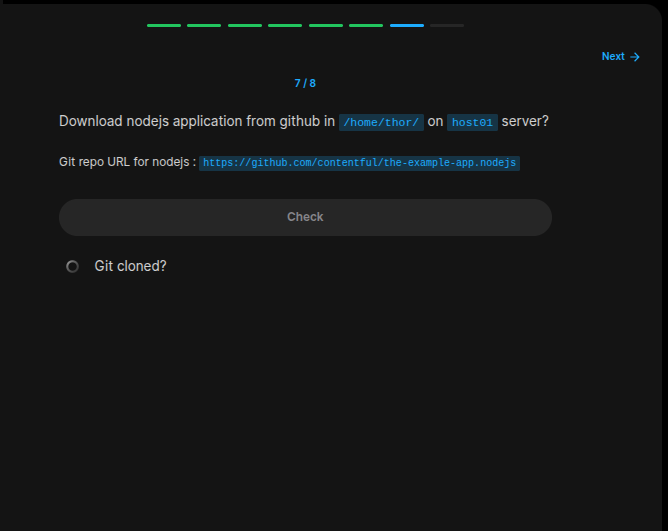 Next →
7 / 8
Download nodejs application from github in /home/thor/ on host01 server?
Git repo URL for nodejs : https://github.com/contentful/the-example-app.nodejs
Check
Git cloned?